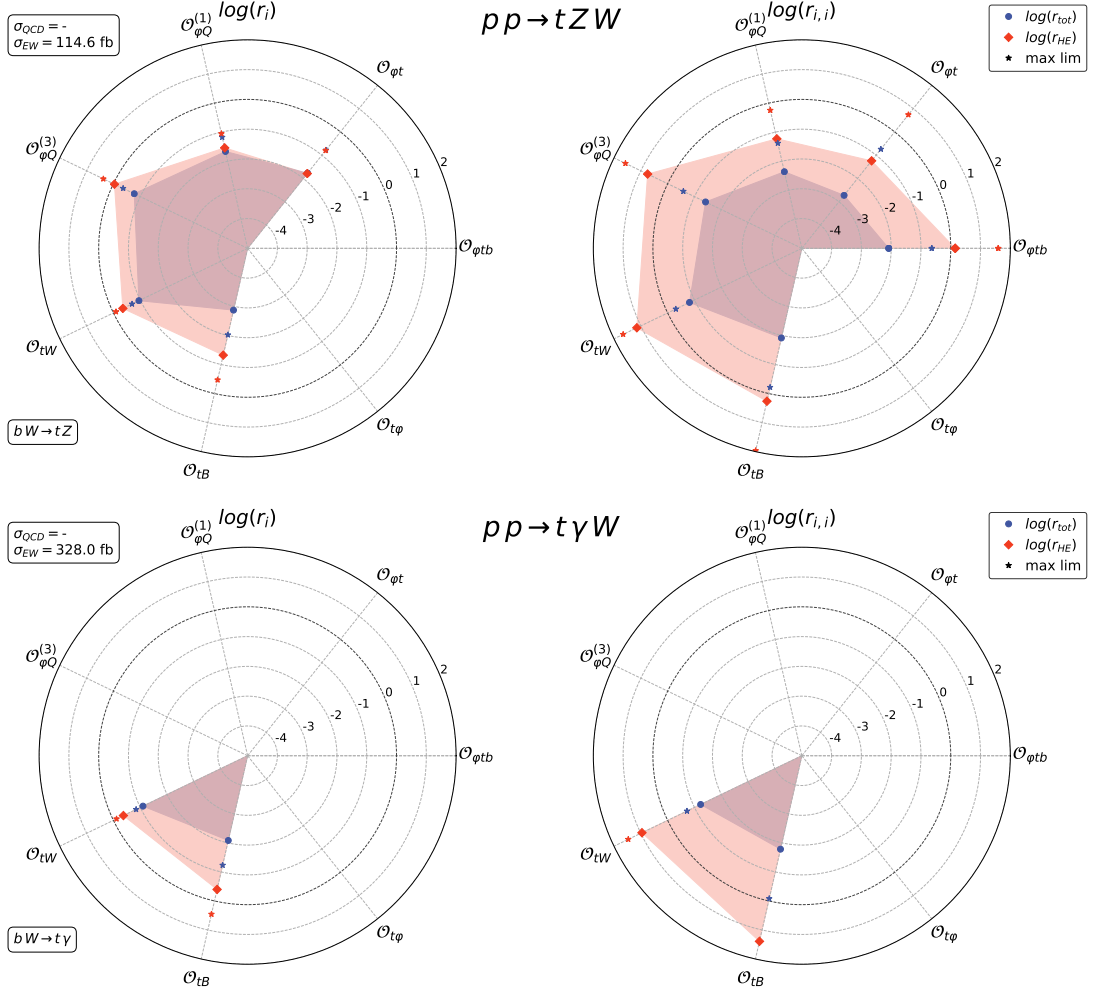 log(r_i)
p p → t Z W
log(r_{i,i})
σ_QCD = -
σ_EW = 114.6 fb
log(r_tot)
log(r_HE)
max lim
𝒪_φQ^(1)
𝒪_φt
𝒪_φQ^(3)
2
1
0
-1
-2
-3
-4
𝒪_φtb
𝒪_tW
𝒪_tφ
𝒪_tB
b W → t Z
𝒪_φQ^(1)
𝒪_φt
𝒪_φQ^(3)
2
1
0
-1
-2
-3
-4
𝒪_φtb
𝒪_tW
𝒪_tφ
𝒪_tB
log(r_i)
p p → t γ W
log(r_{i,i})
σ_QCD = -
σ_EW = 328.0 fb
log(r_tot)
log(r_HE)
max lim
𝒪_φQ^(1)
𝒪_φt
𝒪_φQ^(3)
2
1
0
-1
-2
-3
-4
𝒪_φtb
𝒪_tW
𝒪_tφ
𝒪_tB
b W → t γ
𝒪_φQ^(1)
𝒪_φt
𝒪_φQ^(3)
2
1
0
-1
-2
-3
-4
𝒪_φtb
𝒪_tW
𝒪_tφ
𝒪_tB